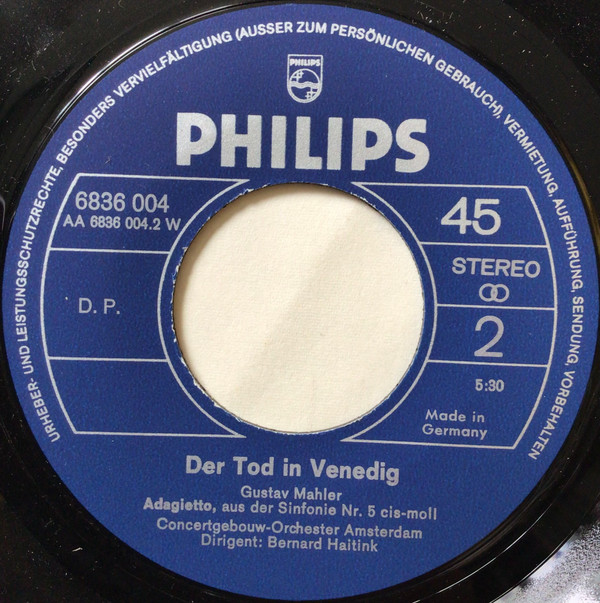 URHEBER- UND LEISTUNGSSCHUTZRECHTE, BESONDERS VERVIELFÄLTIGUNG (AUSSER ZUM PERSÖNLICHEN GEBRAUCH), VERMIETUNG, AUFFÜHRUNG, SENDUNG, VORBEHALTEN
PHILIPS
PHILIPS
6836 004
AA 6836 004.2 W
D. P.
45
STEREO
2
5:30
Made in
Germany
Der Tod in Venedig
Gustav Mahler
Adagietto, aus der Sinfonie Nr. 5 cis-moll
Concertgebouw-Orchester Amsterdam
Dirigent: Bernard Haitink